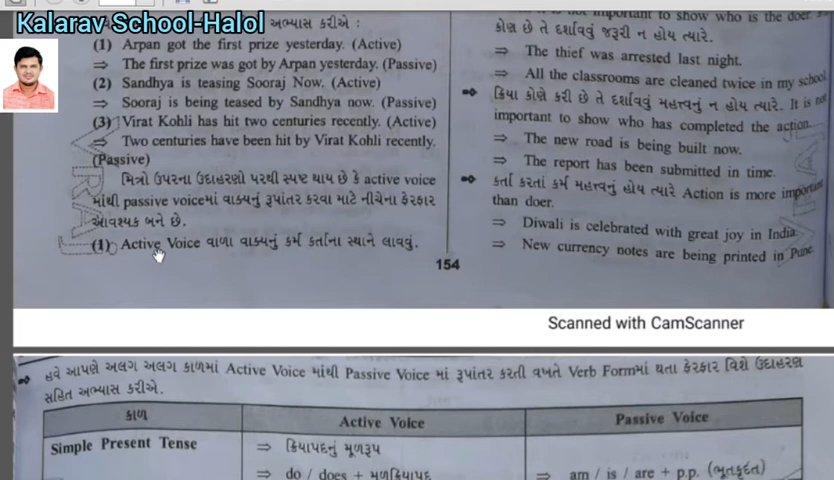 Kalarav School-Halol
અભ્યાસ કરીએ :
(1) Arpan got the first prize yesterday. (Active)
⇒ The first prize was got by Arpan yesterday. (Passive)
(2) Sandhya is teasing Sooraj Now. (Active)
⇒ Sooraj is being teased by Sandhya now. (Passive)
(3) Virat Kohli has hit two centuries recently. (Active)
⇒ Two centuries have been hit by Virat Kohli recently.
(Passive)
મિત્રો ઉપરના ઉદાહરણો પરથી સ્પષ્ટ થાય છે કે active voice
માંથી passive voiceમાં વાક્યનું રૂપાંતર કરવા માટે નીચેના ફેરફાર
આવશ્યક બને છે.
(1) Active Voice વાળા વાક્યનું કર્મ કર્તાના સ્થાને લાવવું.
not important to show who is the doer
કોણ છે તે દર્શાવવું જરૂરી ન હોય ત્યારે.
⇒ The thief was arrested last night.
⇒ All the classrooms are cleaned twice in my school.
ક્રિયા કોણે કરી છે તે દર્શાવવું મહત્ત્વનું ન હોય ત્યારે. It is not
important to show who has completed the action.
⇒ The new road is being built now.
⇒ The report has been submitted in time.
કર્તા કરતાં કર્મ મહત્ત્વનું હોય ત્યારે Action is more important
than doer.
⇒ Diwali is celebrated with great joy in India.
⇒ New currency notes are being printed in Pune.
154
Scanned with CamScanner
હવે આપણે અલગ અલગ કાળમાં Active Voice માંથી Passive Voice માં રૂપાંતર કરતી વખતે Verb Formમાં થતા ફેરફાર વિશે ઉદાહરણ
સહિત અભ્યાસ કરીએ.
કાળ Active Voice Passive Voice
Simple Present Tense ⇒ ક્રિયાપદનું મૂળરૂપ
⇒ do / does + મૂળક્રિયાપદ ⇒ am / is / are + p.p. (ભૂતકૃદંત)